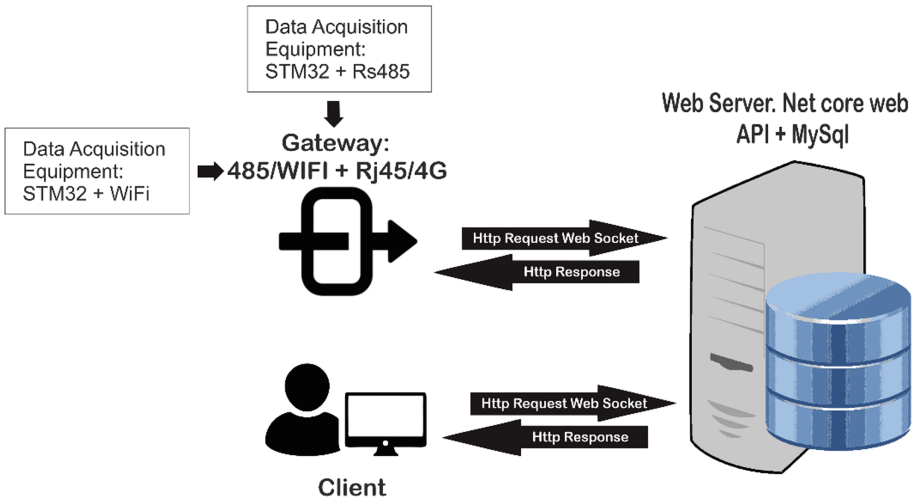 Data Acquisition
Equipment:
STM32 + Rs485
Data Acquisition
Equipment:
STM32 + WiFi
Gateway:
485/WIFI + Rj45/4G
Web Server. Net core web
API + MySql
Http Request Web Socket
Http Response
Http Request Web Socket
Http Response
Client